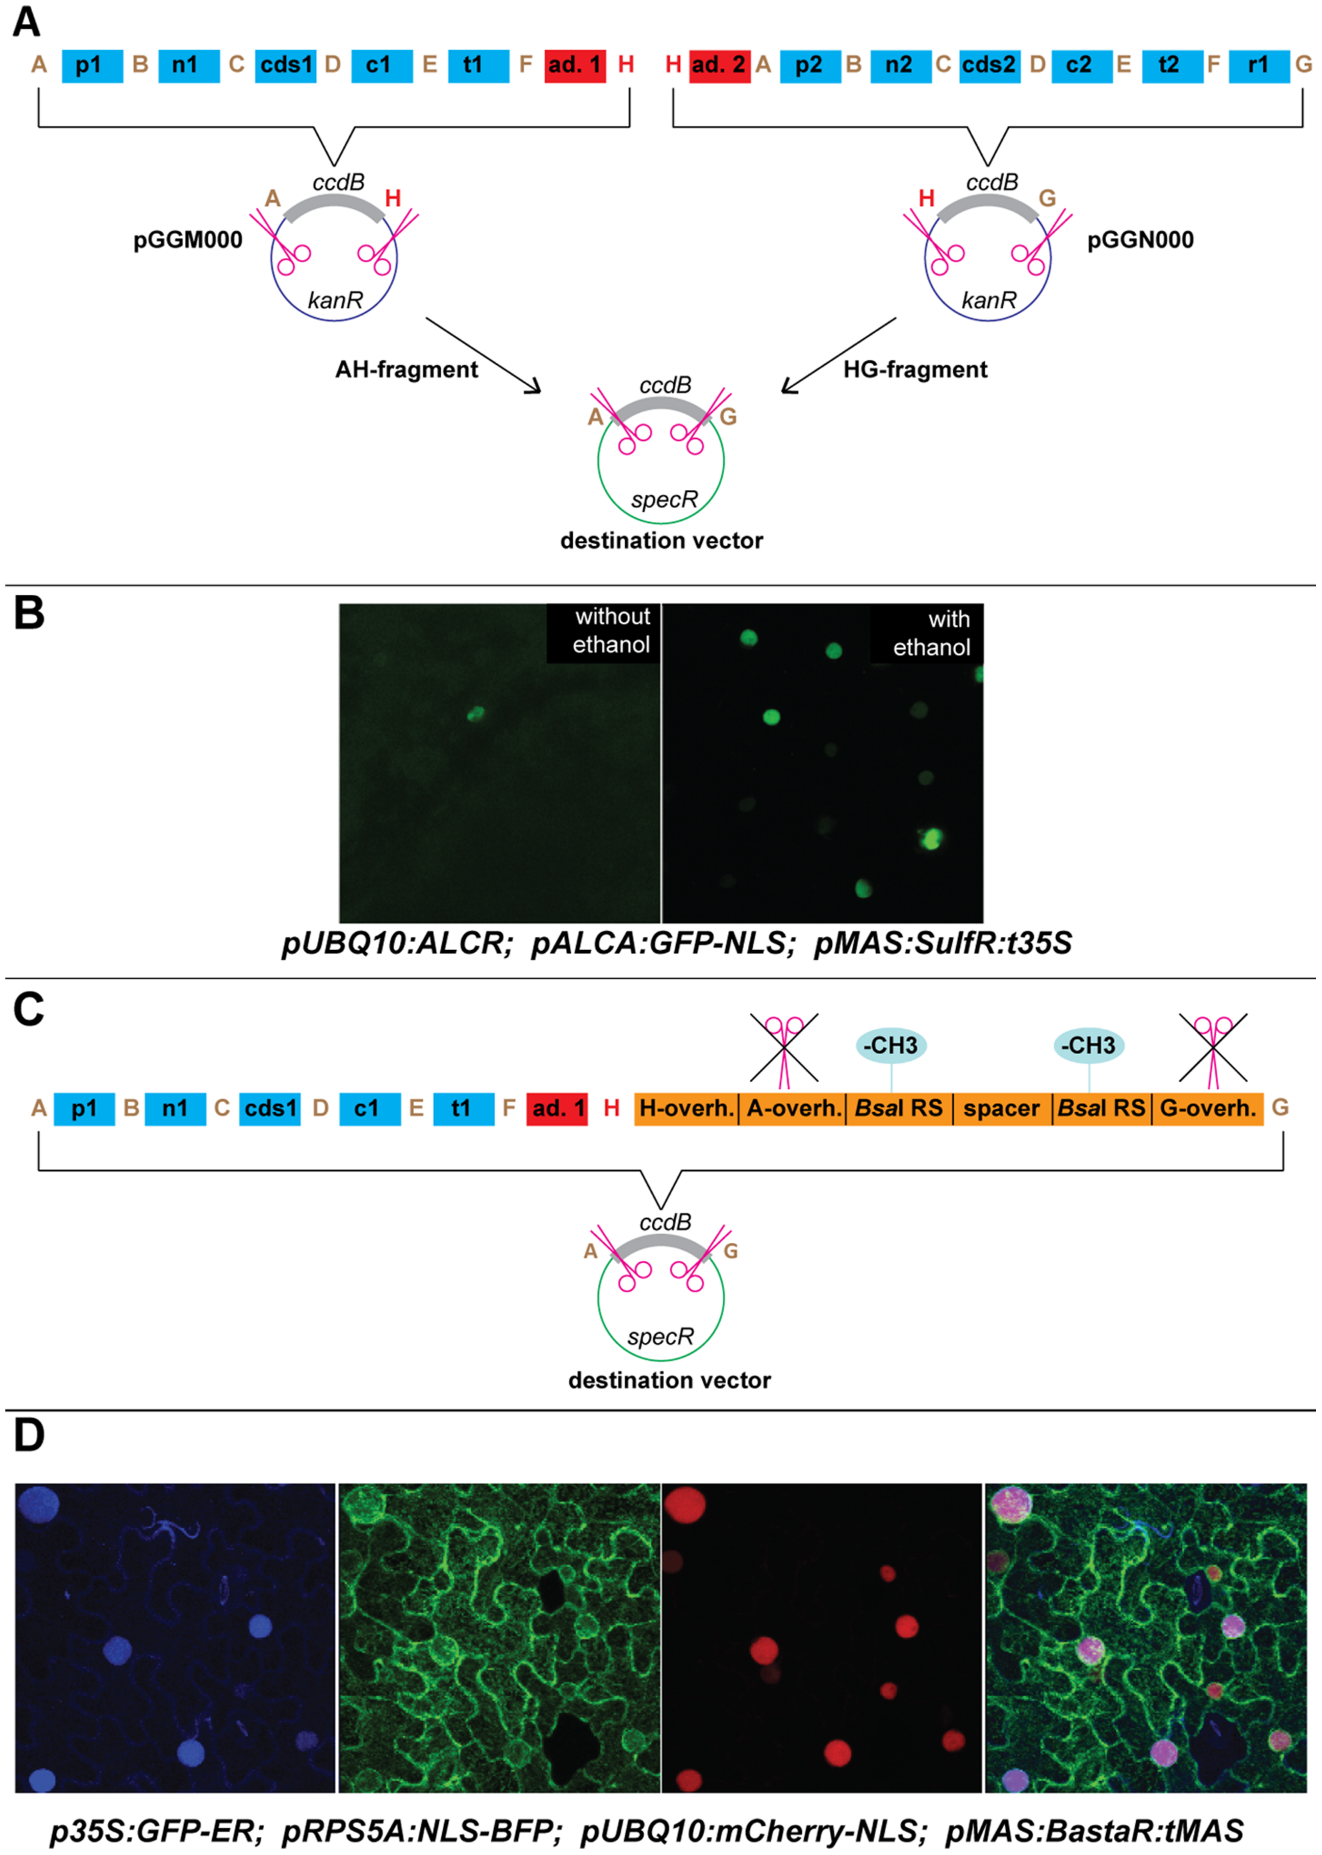 A
A p1 B n1 C cds1 D c1 E t1 F ad. 1 H H ad. 2 A p2 B n2 C cds2 D c2 E t2 F r1 G
ccdB ccdB
A H H G
pGGM000 pGGN000
kanR kanR
AH-fragment HG-fragment
ccdB
A G
specR
destination vector
B
without ethanol
with ethanol
pUBQ10:ALCR; pALCA:GFP-NLS; pMAS:SulfR:t35S
C
-CH3 -CH3
A p1 B n1 C cds1 D c1 E t1 F ad. 1 H H-overh. A-overh. BsaI RS spacer BsaI RS G-overh. G
ccdB
A G
specR
destination vector
D
p35S:GFP-ER; pRPS5A:NLS-BFP; pUBQ10:mCherry-NLS; pMAS:BastaR:tMAS